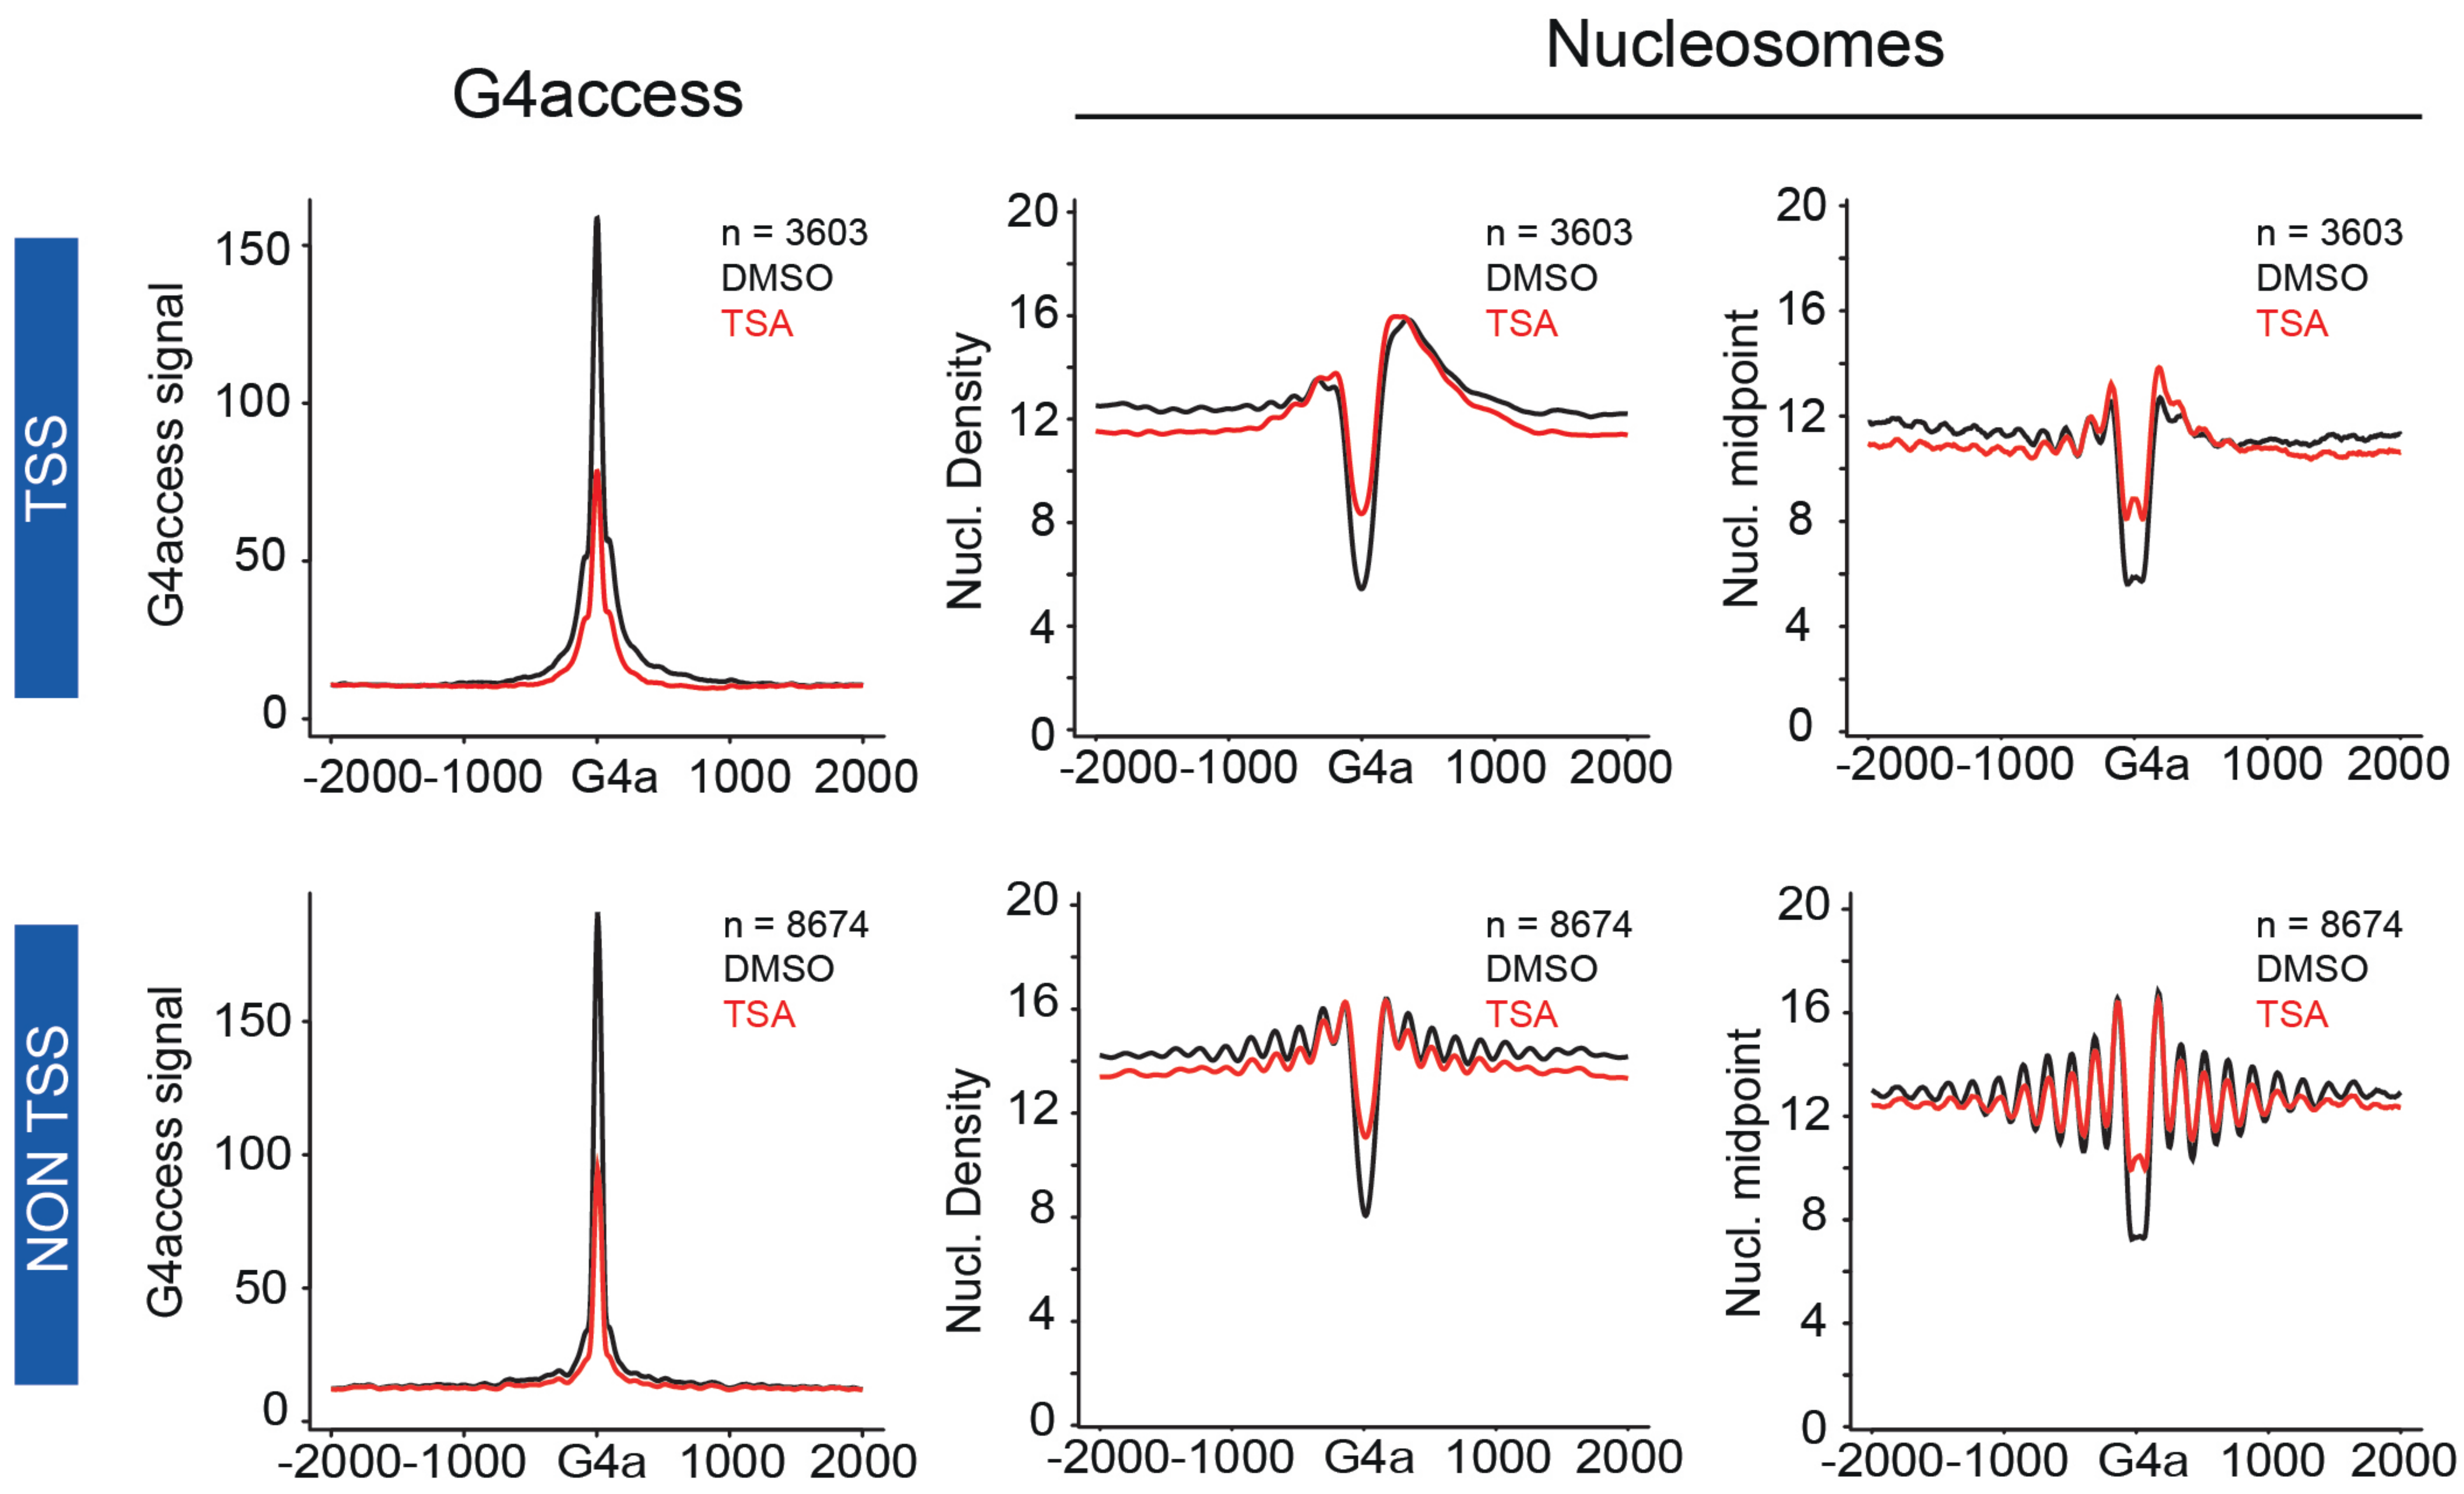 Nucleosomes
G4access
TSS
G4access signal
150
100
50
0
n = 3603
DMSO
TSA
-2000-1000 G4a 1000 2000
Nucl. Density
20
16
12
8
4
0
n = 3603
DMSO
TSA
-2000-1000 G4a 1000 2000
Nucl. midpoint
20
16
12
8
4
0
n = 3603
DMSO
TSA
-2000-1000 G4a 1000 2000
NON TSS
G4access signal
150
100
50
0
n = 8674
DMSO
TSA
-2000-1000 G4a 1000 2000
Nucl. Density
20
16
12
8
4
0
n = 8674
DMSO
TSA
-2000-1000 G4a 1000 2000
Nucl. midpoint
20
16
12
8
4
0
n = 8674
DMSO
TSA
-2000-1000 G4a 1000 2000